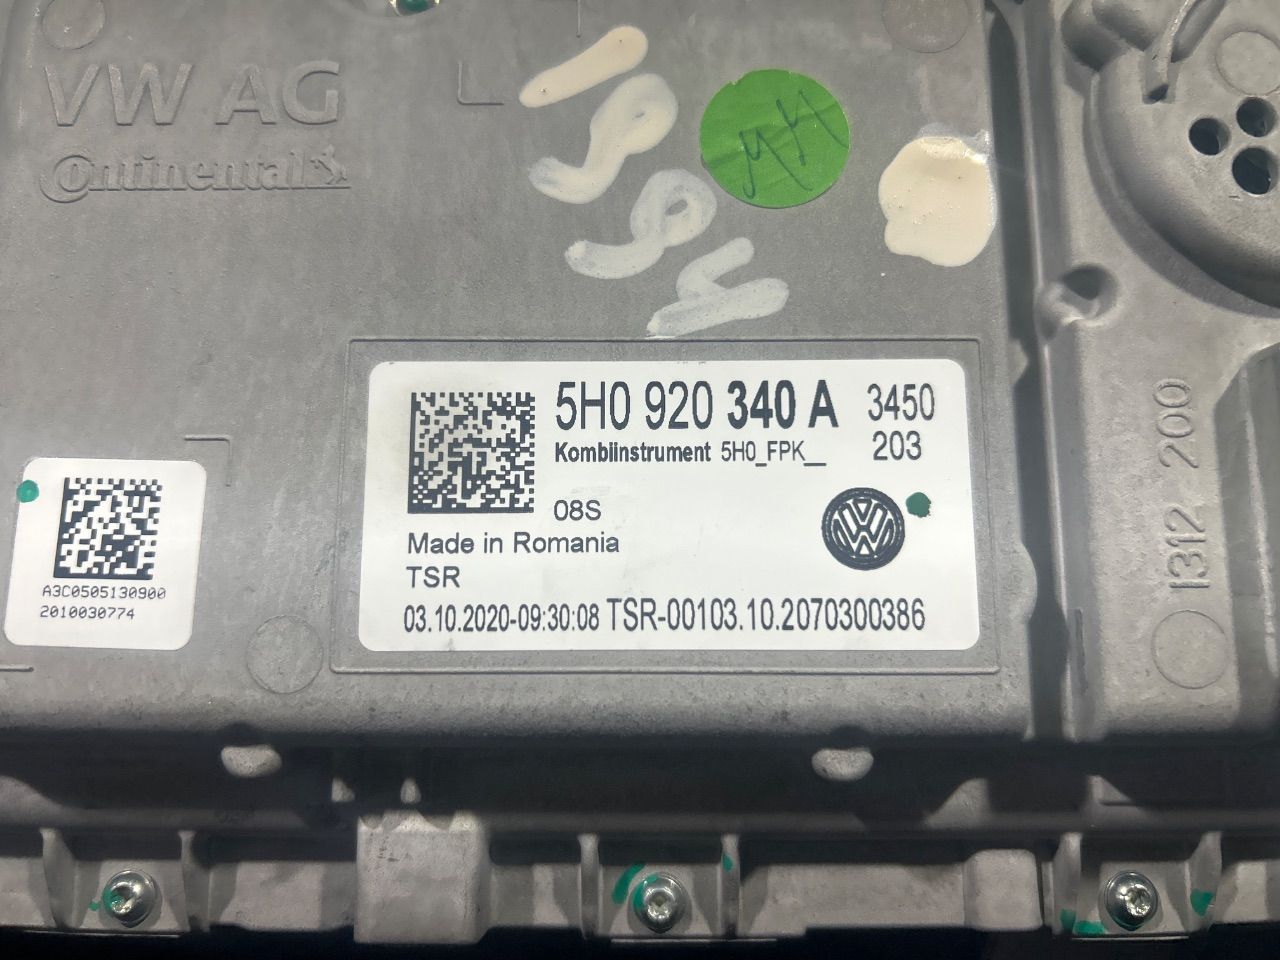 VW AG
Continental
5H0 920 340 A 3450
Kombiinstrument 5H0_FPK__ 203
08S
Made in Romania
TSR
03.10.2020-09:30:08 TSR-00103.10.2070300386
A3C0505130900
2010030774
1312 200